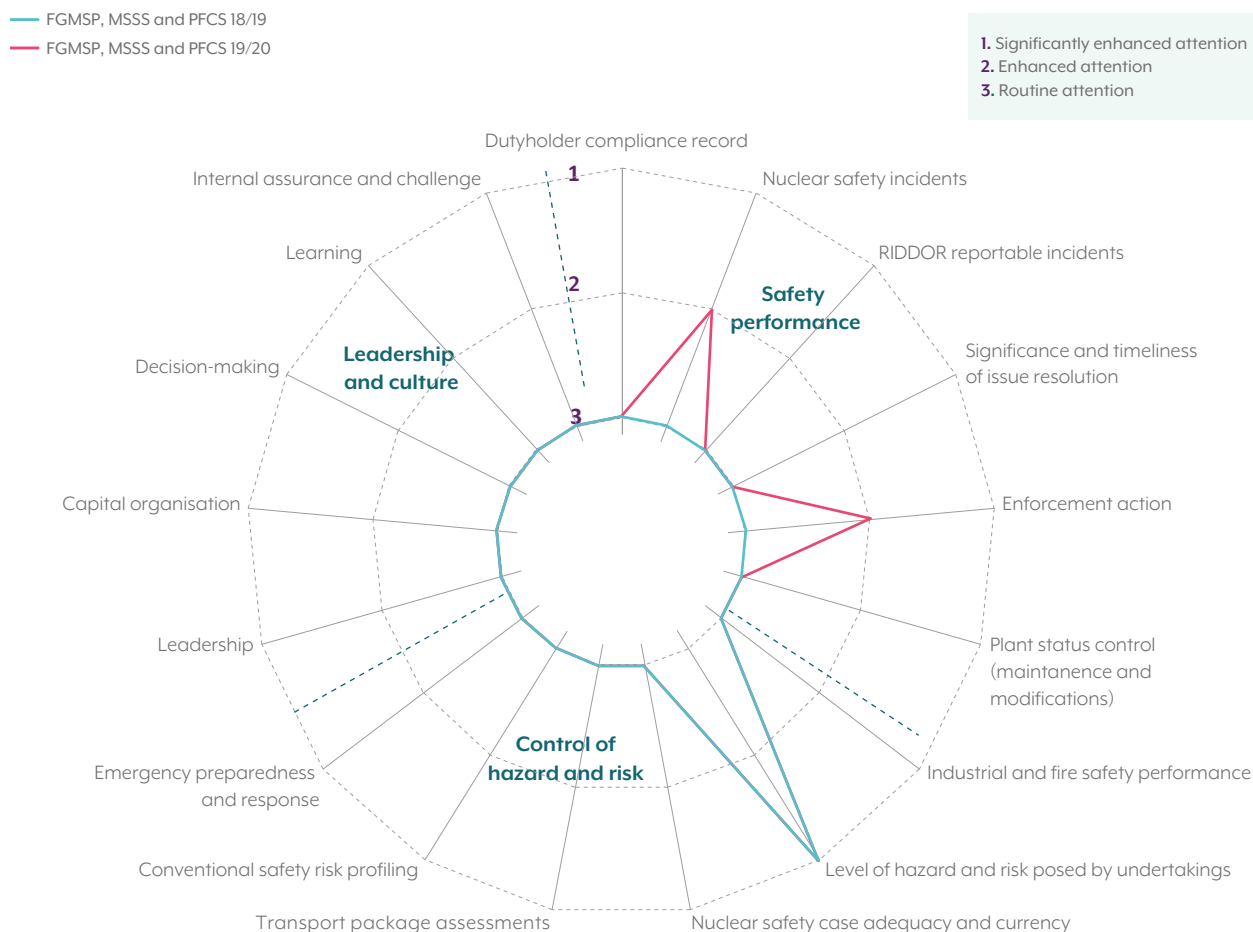 FGMSP, MSSS and PFCS 18/19
FGMSP, MSSS and PFCS 19/20
1. Significantly enhanced attention
2. Enhanced attention
3. Routine attention
Dutyholder compliance record
Internal assurance and challenge
1
Nuclear safety incidents
Learning
RIDDOR reportable incidents
2
Safety
performance
Leadership
and culture
Decision-making
Significance and timeliness
of issue resolution
3
Capital organisation
Enforcement action
Leadership
Plant status control
(maintanence and
modifications)
Control of
hazard and risk
Emergency preparedness
and response
Industrial and fire safety performance
Conventional safety risk profiling
Level of hazard and risk posed by undertakings
Transport package assessments
Nuclear safety case adequacy and currency